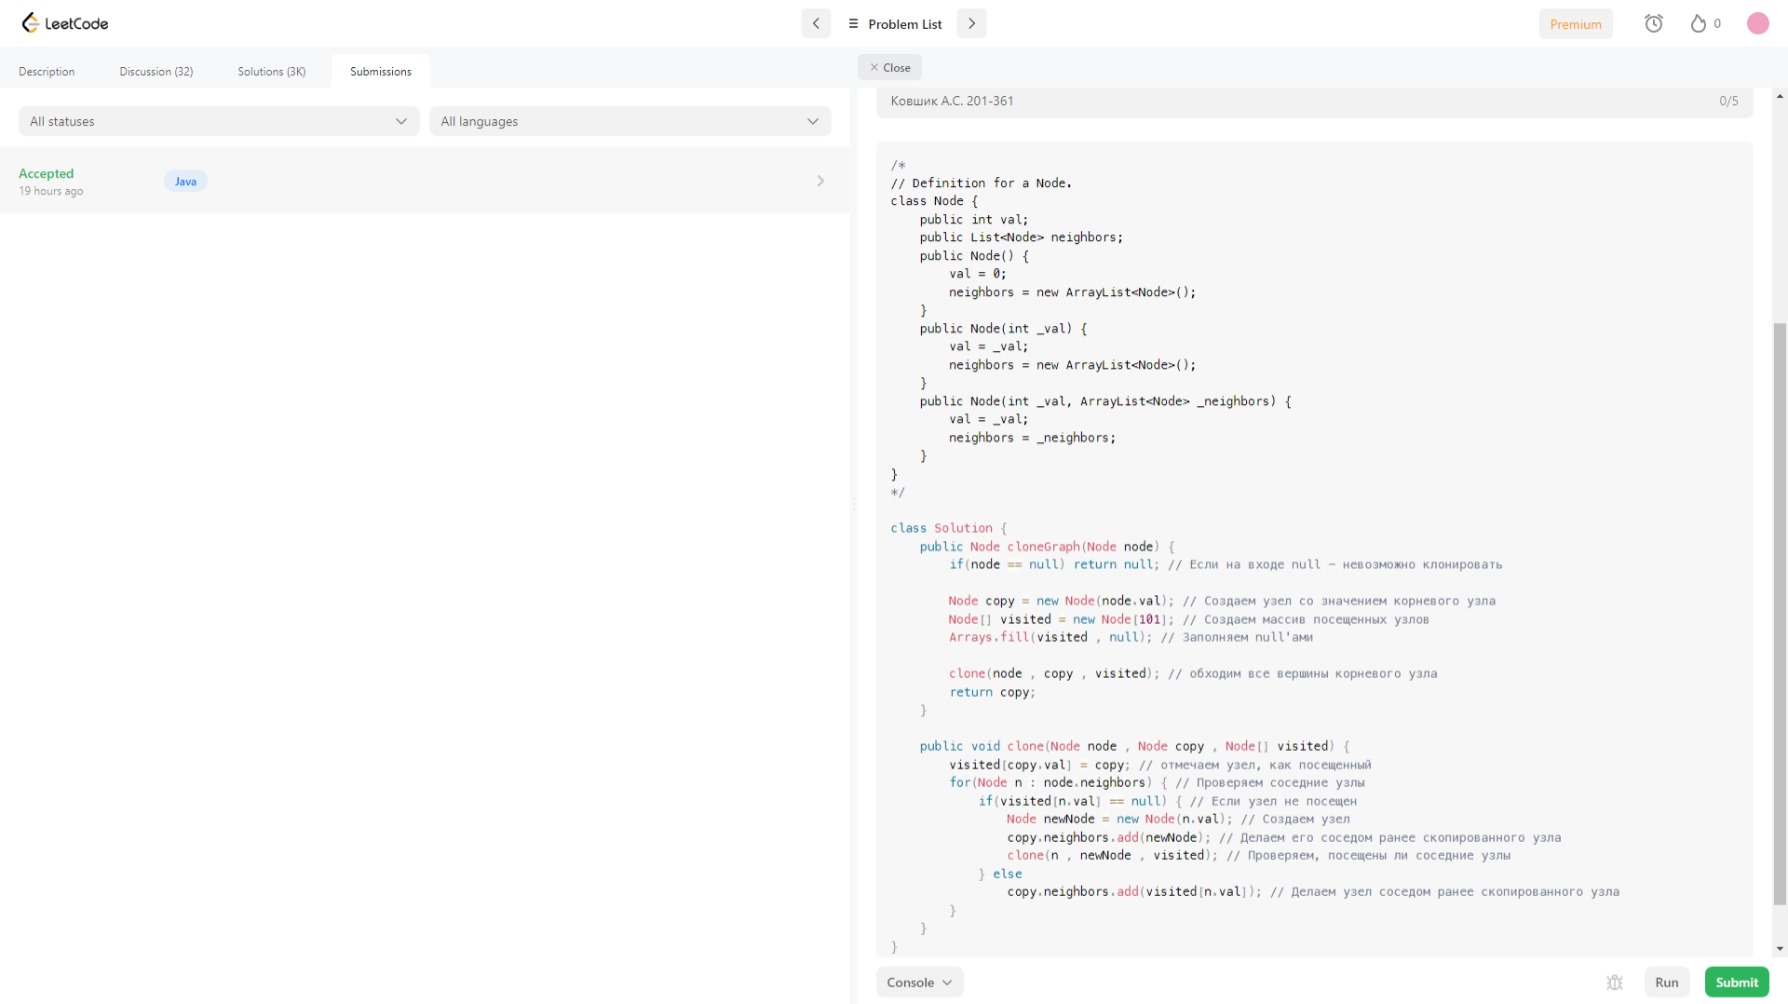 LeetCode
Problem List
Premium
0
Description
Discussion (32)
Solutions (3K)
Submissions
× Close
All statuses
All languages
Accepted
19 hours ago
Java
Ковшик А.С. 201-361
0/5
/*
// Definition for a Node.
class Node {
    public int val;
    public List<Node> neighbors;
    public Node() {
        val = 0;
        neighbors = new ArrayList<Node>();
    }
    public Node(int _val) {
        val = _val;
        neighbors = new ArrayList<Node>();
    }
    public Node(int _val, ArrayList<Node> _neighbors) {
        val = _val;
        neighbors = _neighbors;
    }
}
*/
class Solution {
    public Node cloneGraph(Node node) {
        if(node == null) return null; // Если на входе null - невозможно клонировать
        Node copy = new Node(node.val); // Создаем узел со значением корневого узла
        Node[] visited = new Node[101]; // Создаем массив посещенных узлов
        Arrays.fill(visited , null); // Заполняем null'ами
        clone(node , copy , visited); // обходим все вершины корневого узла
        return copy;
    }
    public void clone(Node node , Node copy , Node[] visited) {
        visited[copy.val] = copy; // отмечаем узел, как посещенный
        for(Node n : node.neighbors) { // Проверяем соседние узлы
            if(visited[n.val] == null) { // Если узел не посещен
                Node newNode = new Node(n.val); // Создаем узел
                copy.neighbors.add(newNode); // Делаем его соседом ранее скопированного узла
                clone(n , newNode , visited); // Проверяем, посещены ли соседние узлы
            } else
                copy.neighbors.add(visited[n.val]); // Делаем узел соседом ранее скопированного узла
        }
    }
}
Console
Run
Submit